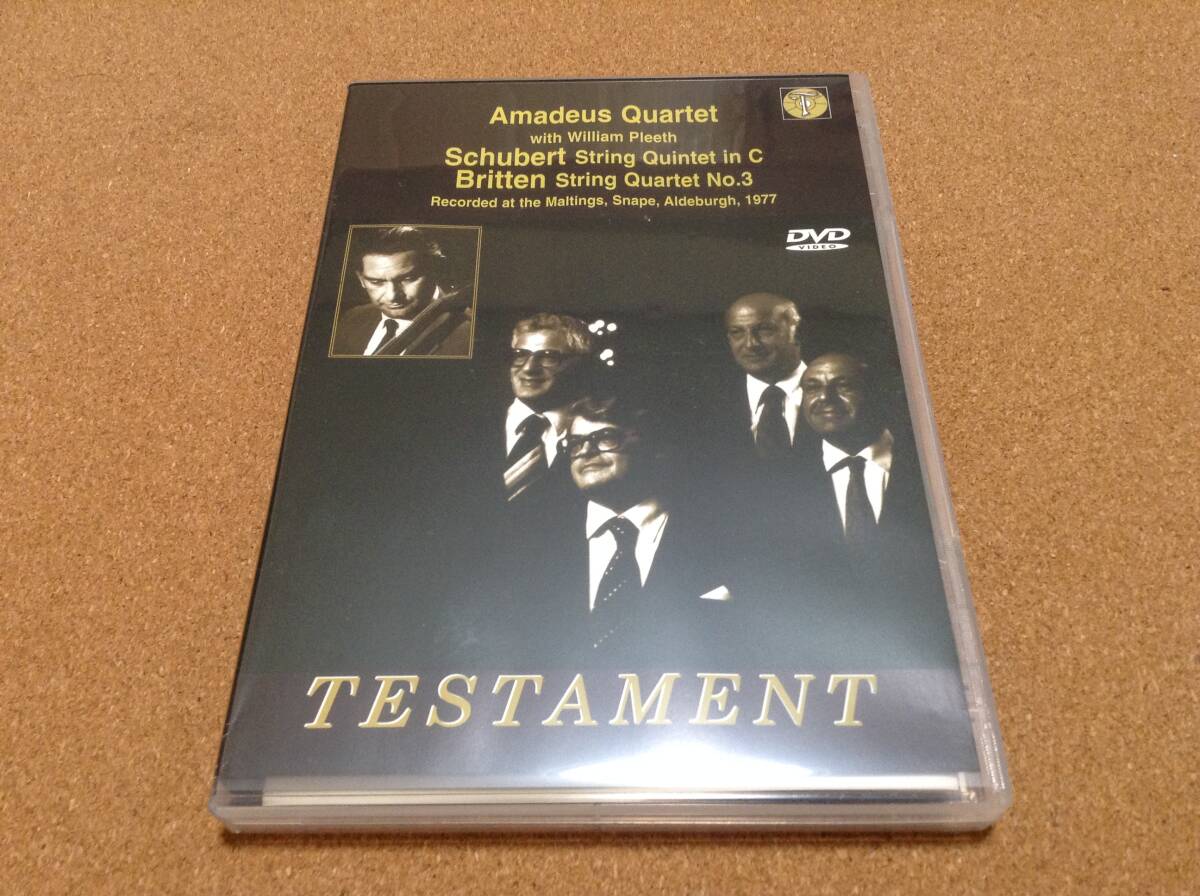 Amadeus Quartet
with William Pleeth
Schubert String Quintet in C
Britten String Quartet No.3
Recorded at the Maltings, Snape, Aldeburgh, 1977
DVD
VIDEO
TESTAMENT